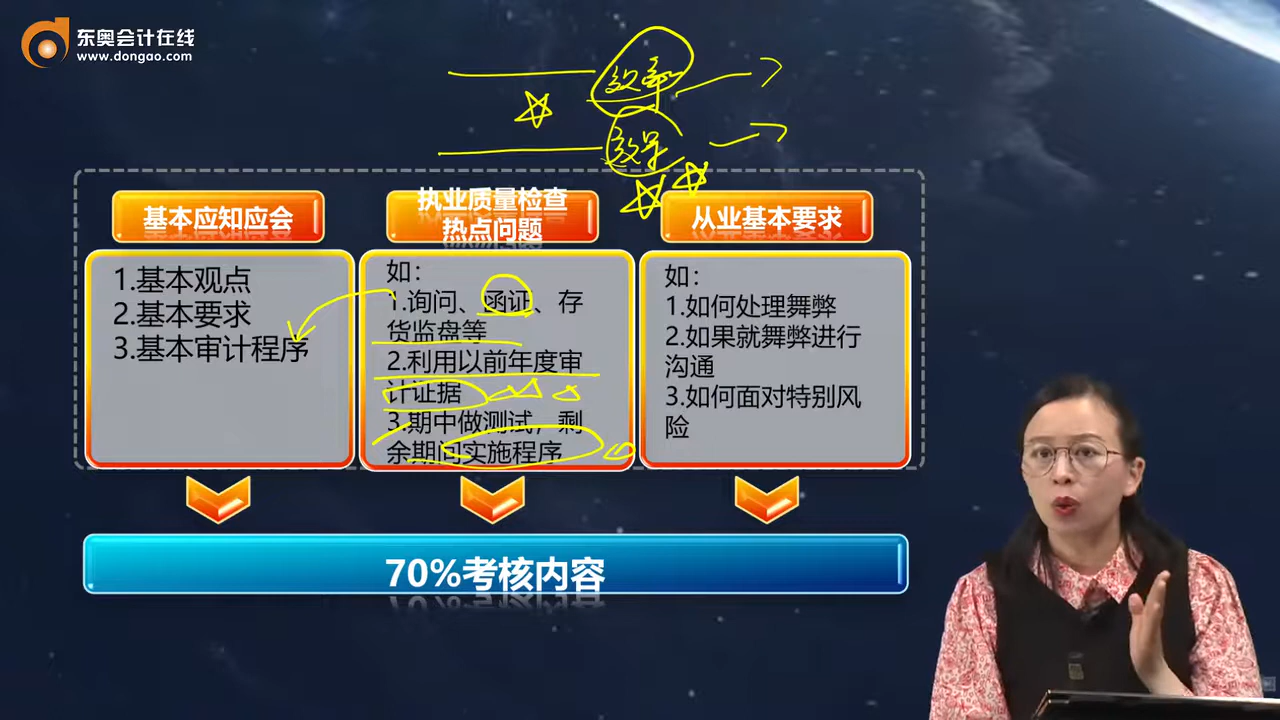 东奥会计在线
www.dongao.com
效率
效果
基本应知应会
1.基本观点
2.基本要求
3.基本审计程序
执业质量检查
热点问题
如：
1.询问、函证、存
货监盘等
2.利用以前年度审
计证据
3.期中做测试，剩
余期间实施程序
从业基本要求
如：
1.如何处理舞弊
2.如果就舞弊进行
沟通
3.如何面对特别风
险
70%考核内容